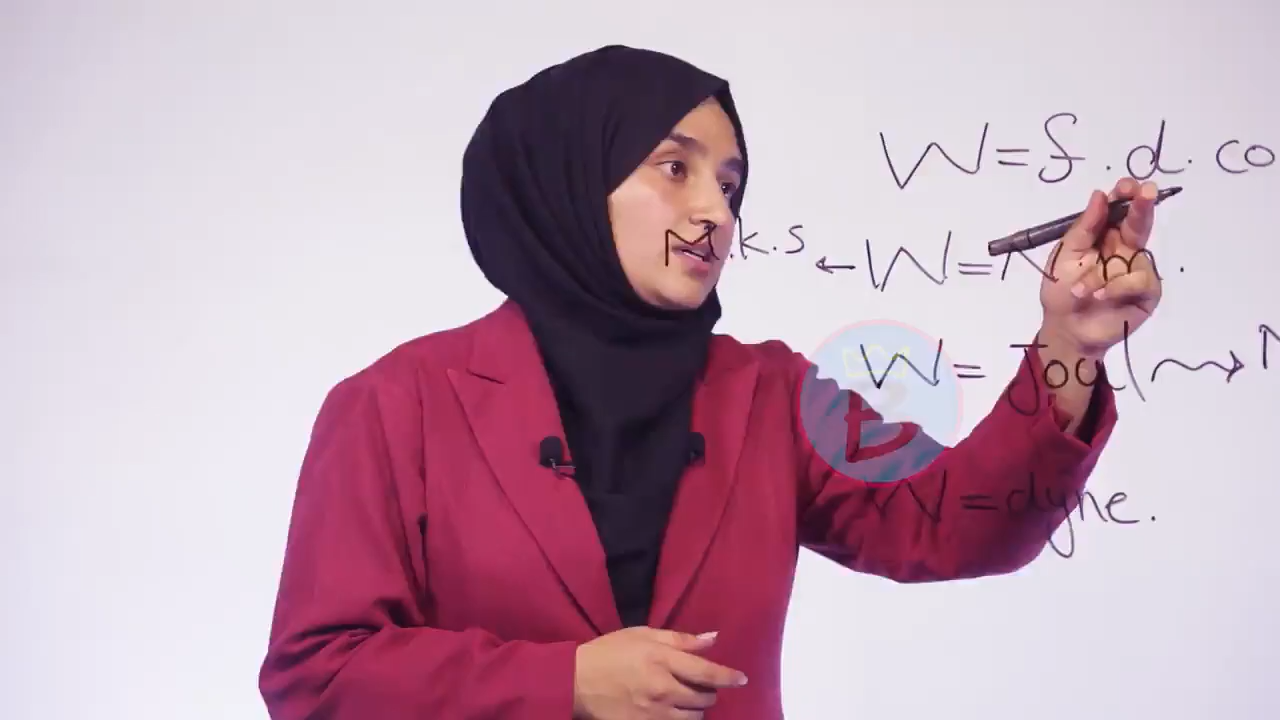 W = f . d . co
M.k.s ← W = N . m .
W = Joul ⇝ N
B
W = dyne .